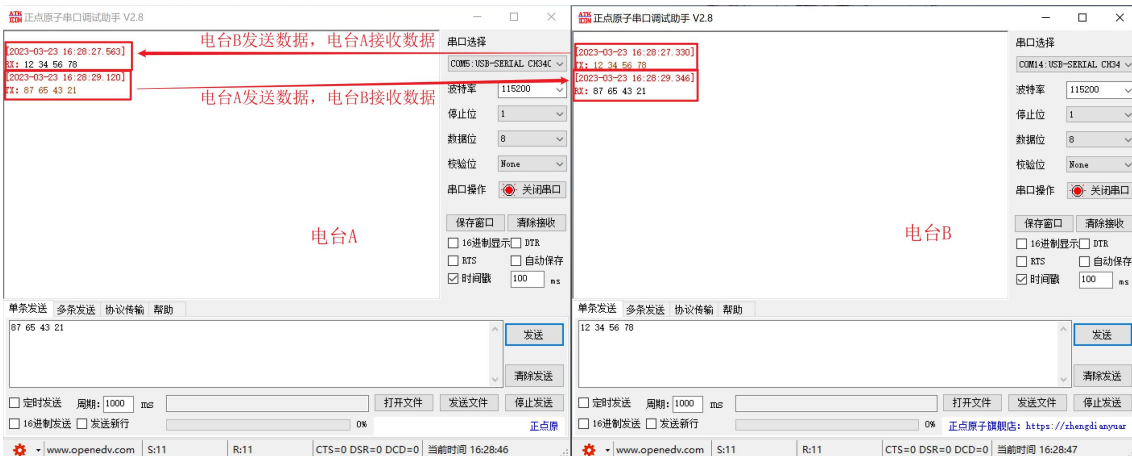 正点原子串口调试助手 V2.8
[2023-03-23 16:28:27.563]
RX: 12 34 56 78
[2023-03-23 16:28:29.120]
TX: 87 65 43 21
电台B发送数据，电台A接收数据
电台A发送数据，电台B接收数据
电台A
串口选择
COM5:USB-SERIAL CH340
波特率 115200
停止位 1
数据位 8
校验位 None
串口操作 关闭串口
保存窗口 清除接收
16进制显示 DTR
RTS 自动保存
时间戳 100 ms
单条发送 多条发送 协议传输 帮助
87 65 43 21
发送
清除发送
定时发送 周期: 1000 ms 打开文件 发送文件 停止发送
16进制发送 发送新行 0% 正点原
www.openedv.com S:11 R:11 CTS=0 DSR=0 DCD=0 当前时间 16:28:46
正点原子串口调试助手 V2.8
[2023-03-23 16:28:27.330]
TX: 12 34 56 78
[2023-03-23 16:28:29.346]
RX: 87 65 43 21
电台B
串口选择
COM14:USB-SERIAL CH34
波特率 115200
停止位 1
数据位 8
校验位 None
串口操作 关闭串口
保存窗口 清除接收
16进制显示 DTR
RTS 自动保存
时间戳 100 ms
单条发送 多条发送 协议传输 帮助
12 34 56 78
发送
清除发送
定时发送 周期: 1000 ms 打开文件 发送文件 停止发送
16进制发送 发送新行 0% 正点原子旗舰店: https://zhengdianyuan
www.openedv.com S:11 R:11 CTS=0 DSR=0 DCD=0 当前时间 16:28:47